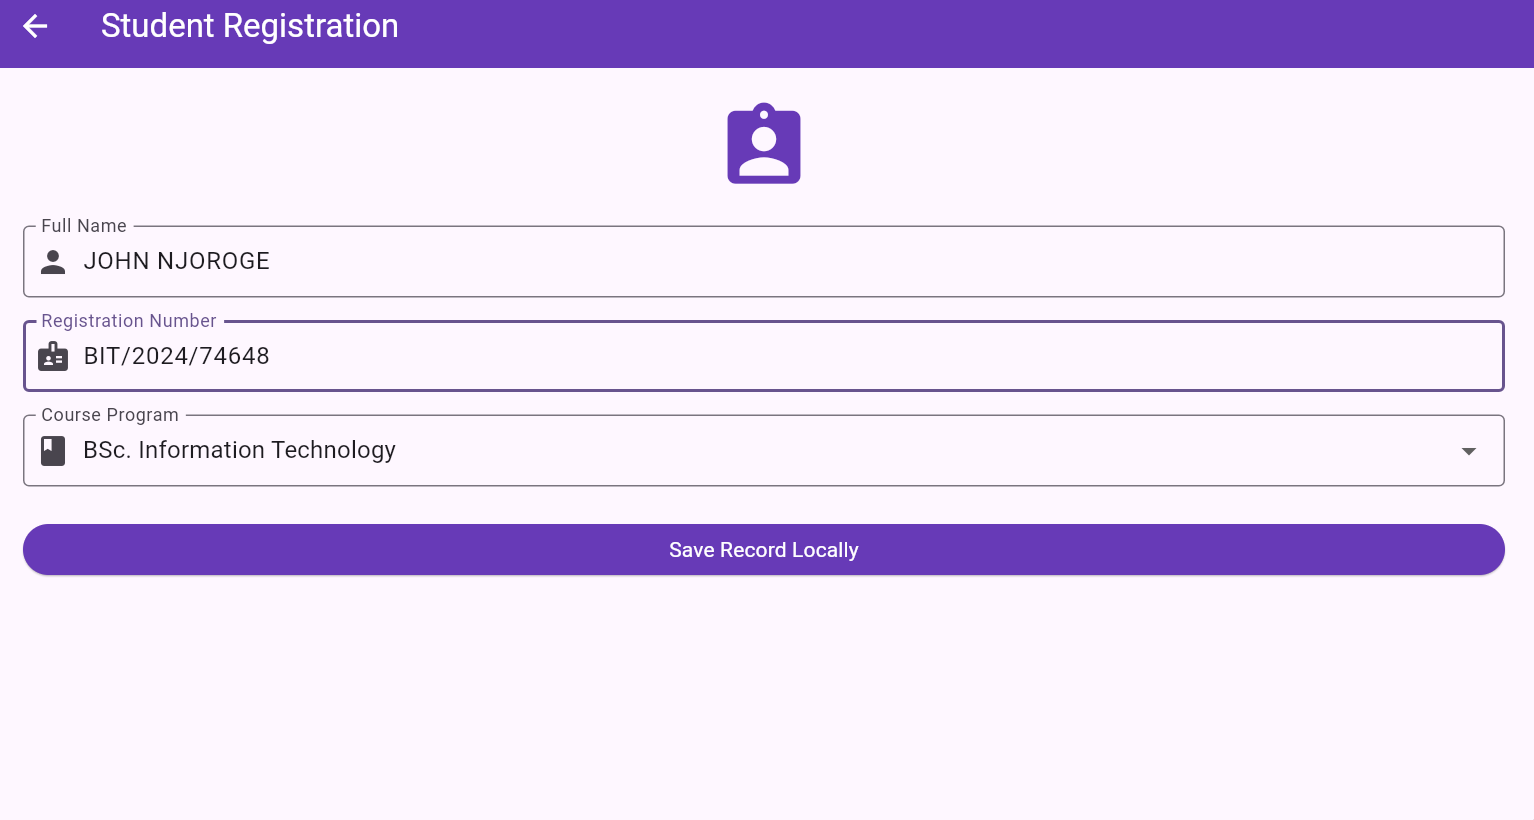 Student Registration
Full Name
JOHN NJOROGE
Registration Number
BIT/2024/74648
Course Program
BSc. Information Technology
Save Record Locally